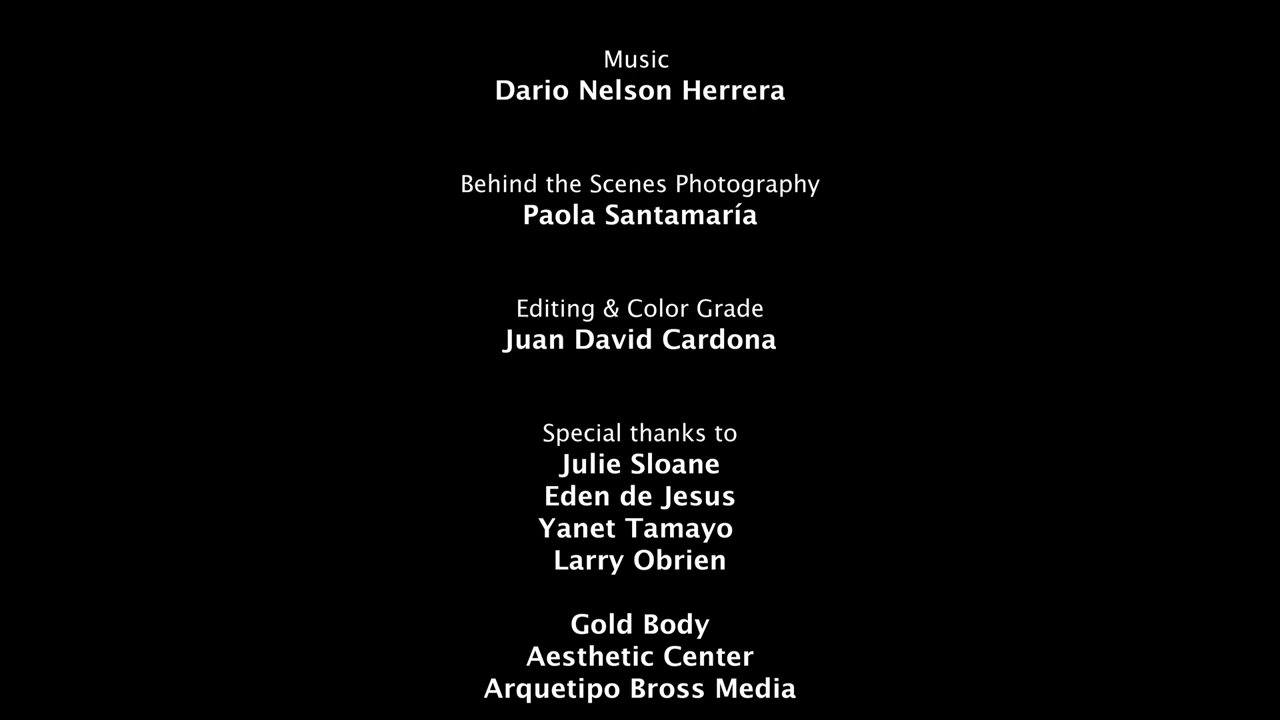 Music
Dario Nelson Herrera
Behind the Scenes Photography
Paola Santamaría
Editing & Color Grade
Juan David Cardona
Special thanks to
Julie Sloane
Eden de Jesus
Yanet Tamayo
Larry Obrien
Gold Body
Aesthetic Center
Arquetipo Bross Media